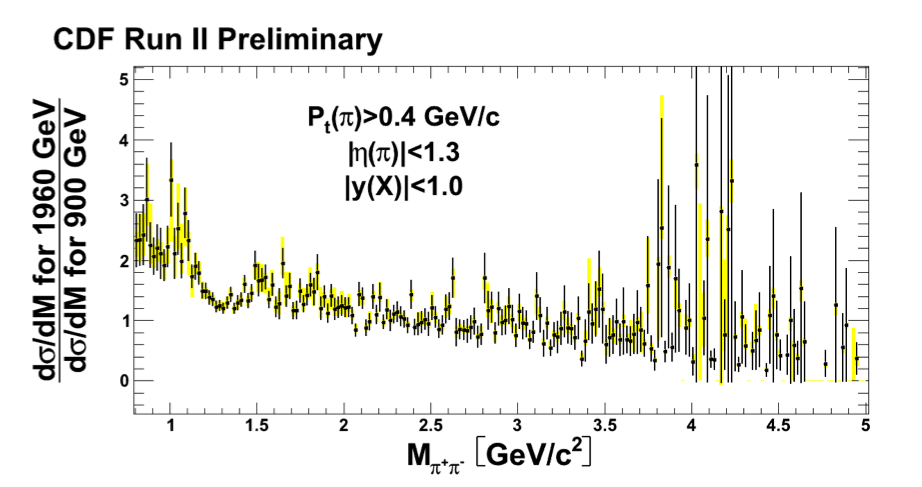 CDF Run II Preliminary
dσ/dM for 1960 GeV
dσ/dM for 900 GeV
P_t(π)>0.4 GeV/c
|η(π)|<1.3
|y(X)|<1.0
5
4
3
2
1
0
1 1.5 2 2.5 3 3.5 4 4.5 5
M_π⁺π⁻ [GeV/c²]